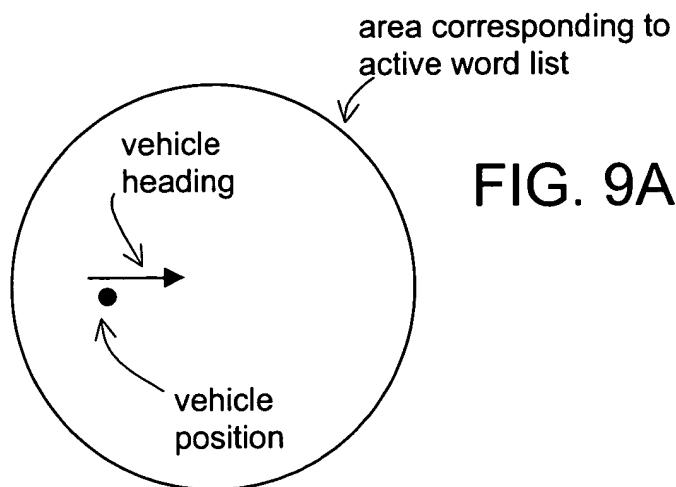 area corresponding to
active word list
vehicle
heading
FIG. 9A
vehicle
position